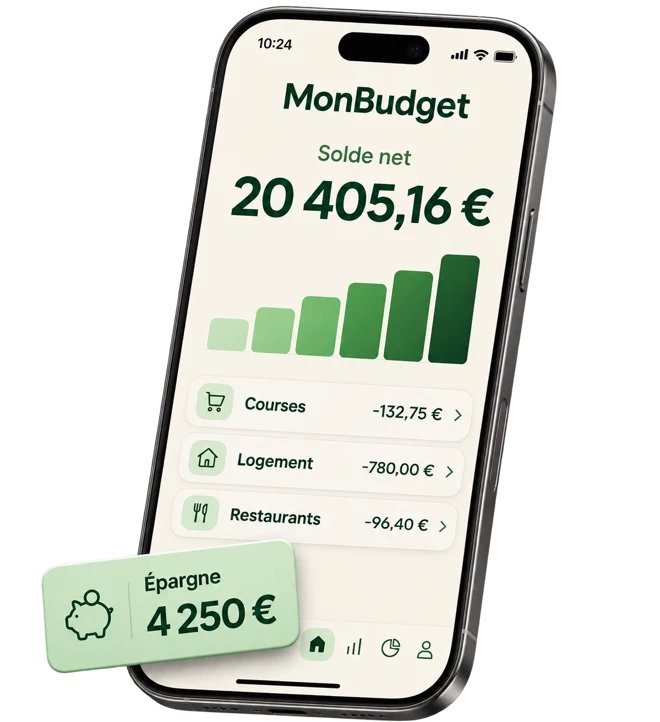 10:24
MonBudget
Solde net
20 405,16 €
Courses -132,75 €
Logement -780,00 €
Restaurants -96,40 €
Épargne
4 250 €